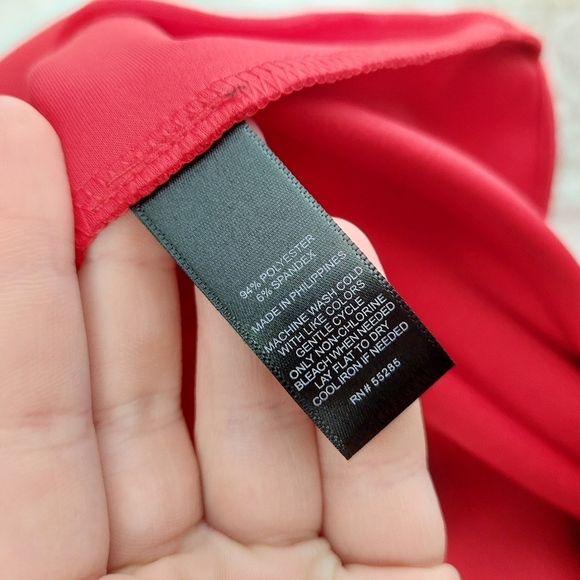 94% POLYESTER
6% SPANDEX
MADE IN PHILIPPINES
MACHINE WASH COLD
WITH LIKE COLORS
GENTLE CYCLE
ONLY NON-CHLORINE
BLEACH WHEN NEEDED
LAY FLAT TO DRY
COOL IRON IF NEEDED
RN# 55285